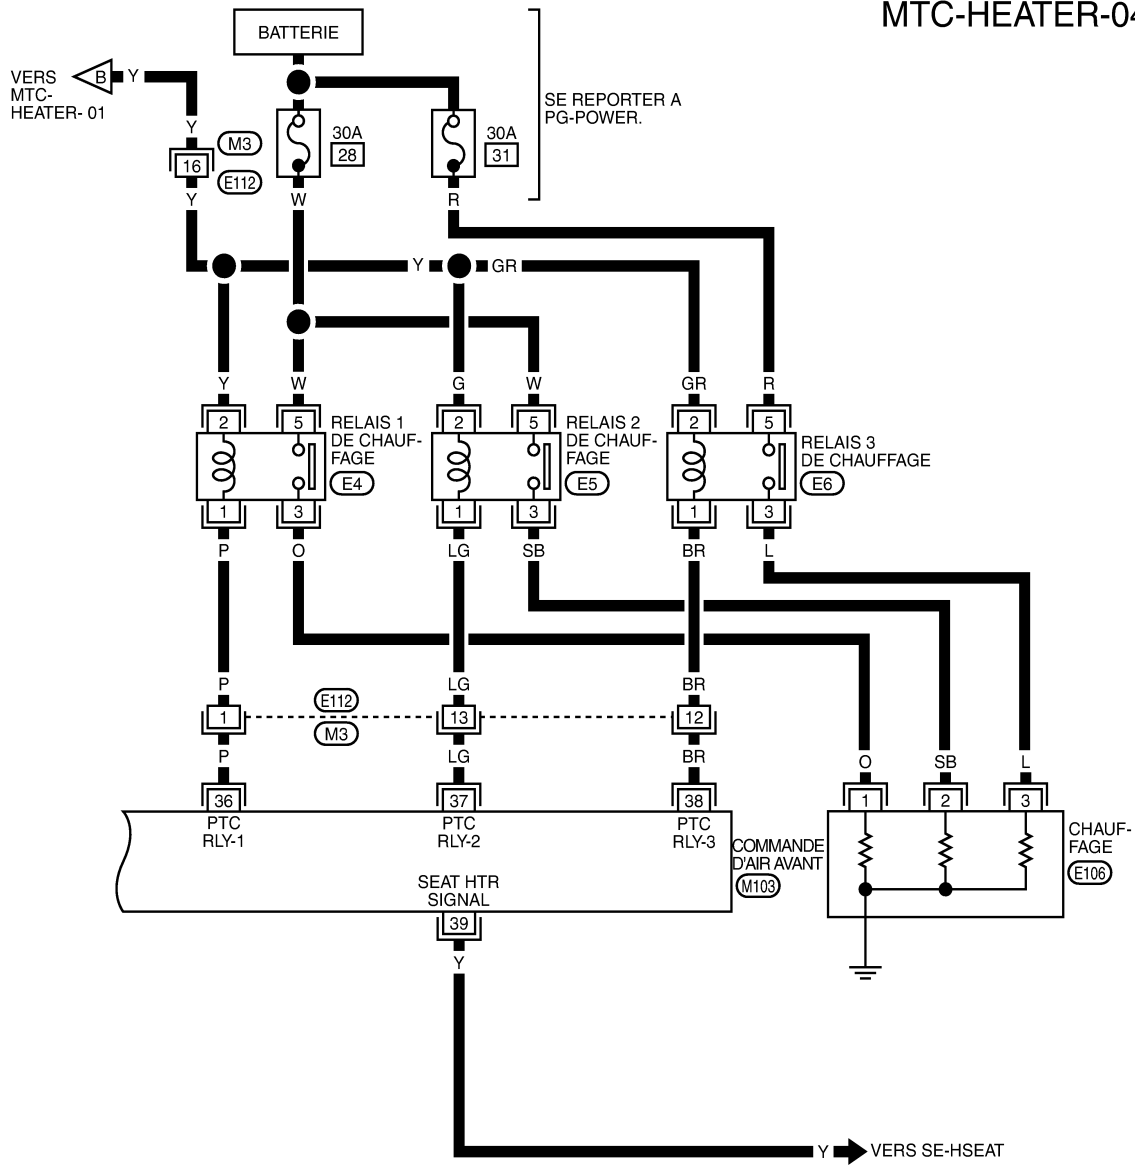 MTC-HEATER-04
BATTERIE
VERS
MTC-
HEATER- 01
B
Y
SE REPORTER A
PG-POWER.
Y
M3
16
E112
Y
30A
28
W
30A
31
R
Y
GR
Y
W
G
W
GR
R
2
5
2
5
2
5
RELAIS 1
DE CHAUF-
FAGE
E4
RELAIS 2
DE CHAUF-
FAGE
E5
RELAIS 3
DE CHAUFFAGE
E6
1
3
1
3
1
3
P
O
LG
SB
BR
L
P
LG
BR
E112
1
13
12
M3
P
LG
BR
O
SB
L
36
37
38
1
2
3
PTC
RLY-1
PTC
RLY-2
PTC
RLY-3
COMMANDE
D'AIR AVANT
M103
CHAUF-
FAGE
E106
SEAT HTR
SIGNAL
39
Y
Y
VERS SE-HSEAT